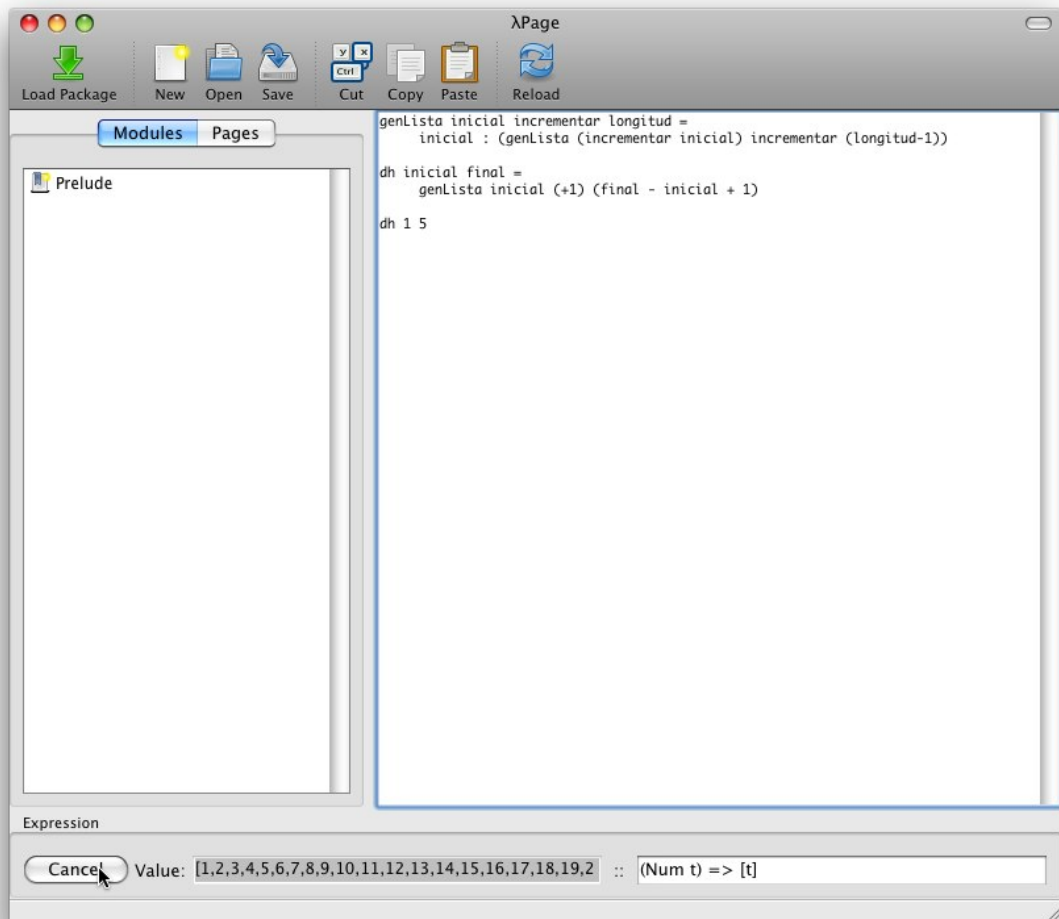 λPage
Load Package New Open Save Cut Copy Paste Reload
y x
Ctrl
Modules Pages
Prelude
genLista inicial incrementar longitud =
inicial : (genLista (incrementar inicial) incrementar (longitud-1))
dh inicial final =
genLista inicial (+1) (final - inicial + 1)
dh 1 5
Expression
Cancel Value: [1,2,3,4,5,6,7,8,9,10,11,12,13,14,15,16,17,18,19,2 :: (Num t) => [t]